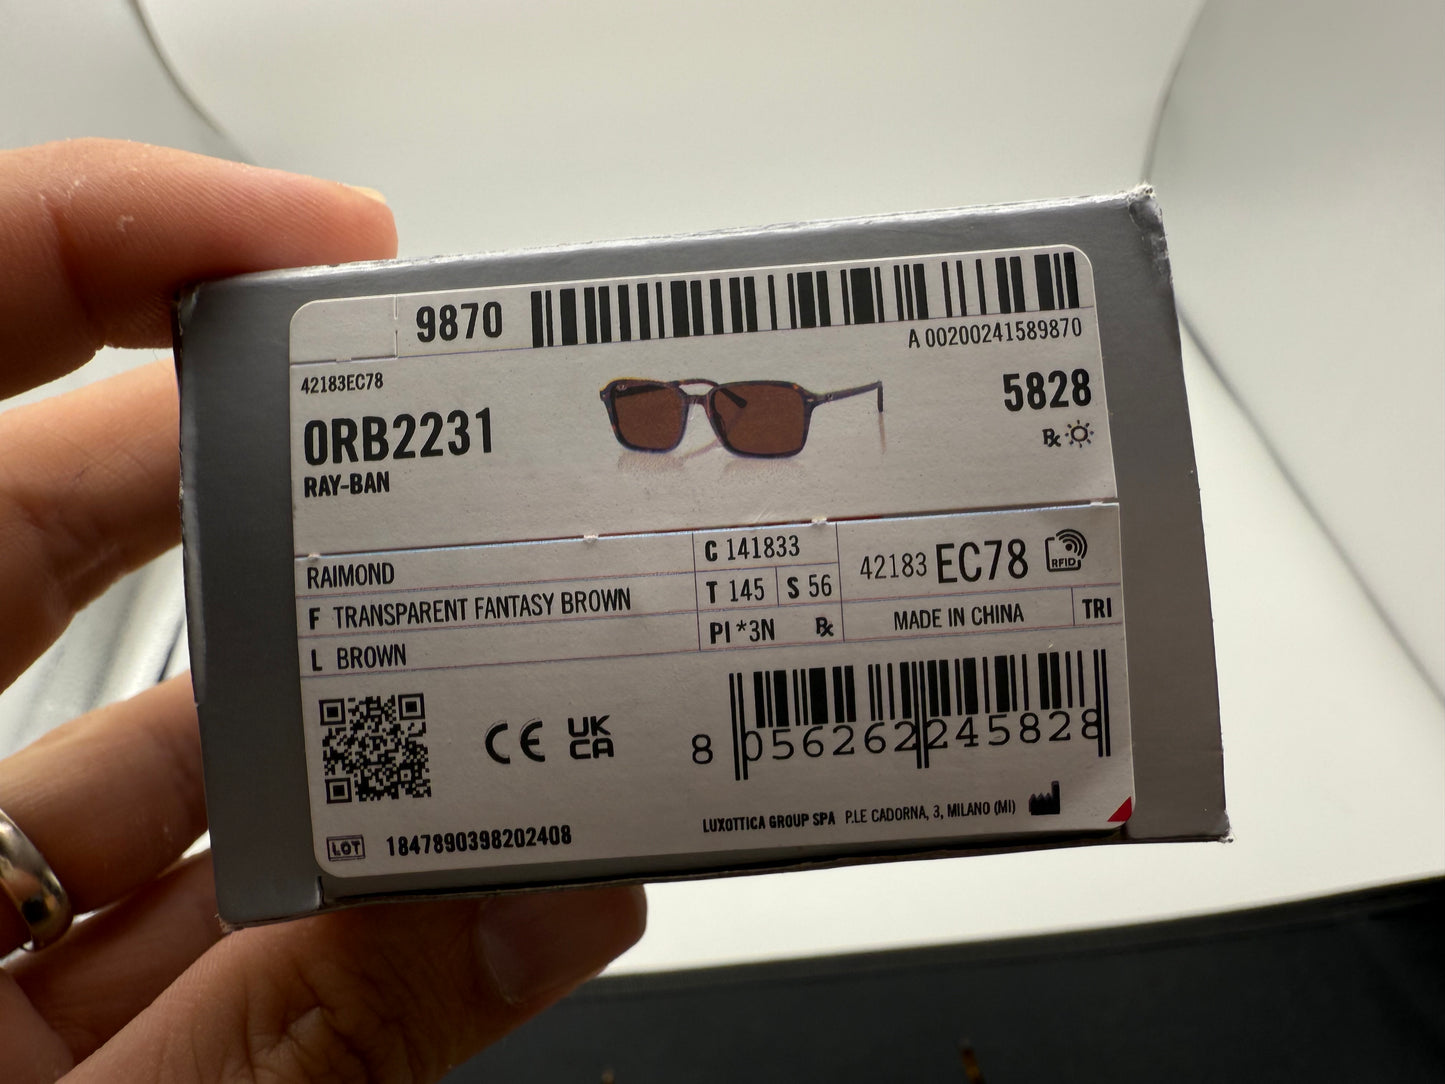 9870
A 00200241589870
42183EC78
0RB2231
RAY-BAN
5828
Rx
RAIMOND
F TRANSPARENT FANTASY BROWN
L BROWN
C 141833
T 145 S 56
PI *3N Rx
42183 EC78 RFID
MADE IN CHINA TRI
CE UK CA
8 056262 245828
LOT 1847890398202408
LUXOTTICA GROUP SPA P.LE CADORNA, 3, MILANO (MI)